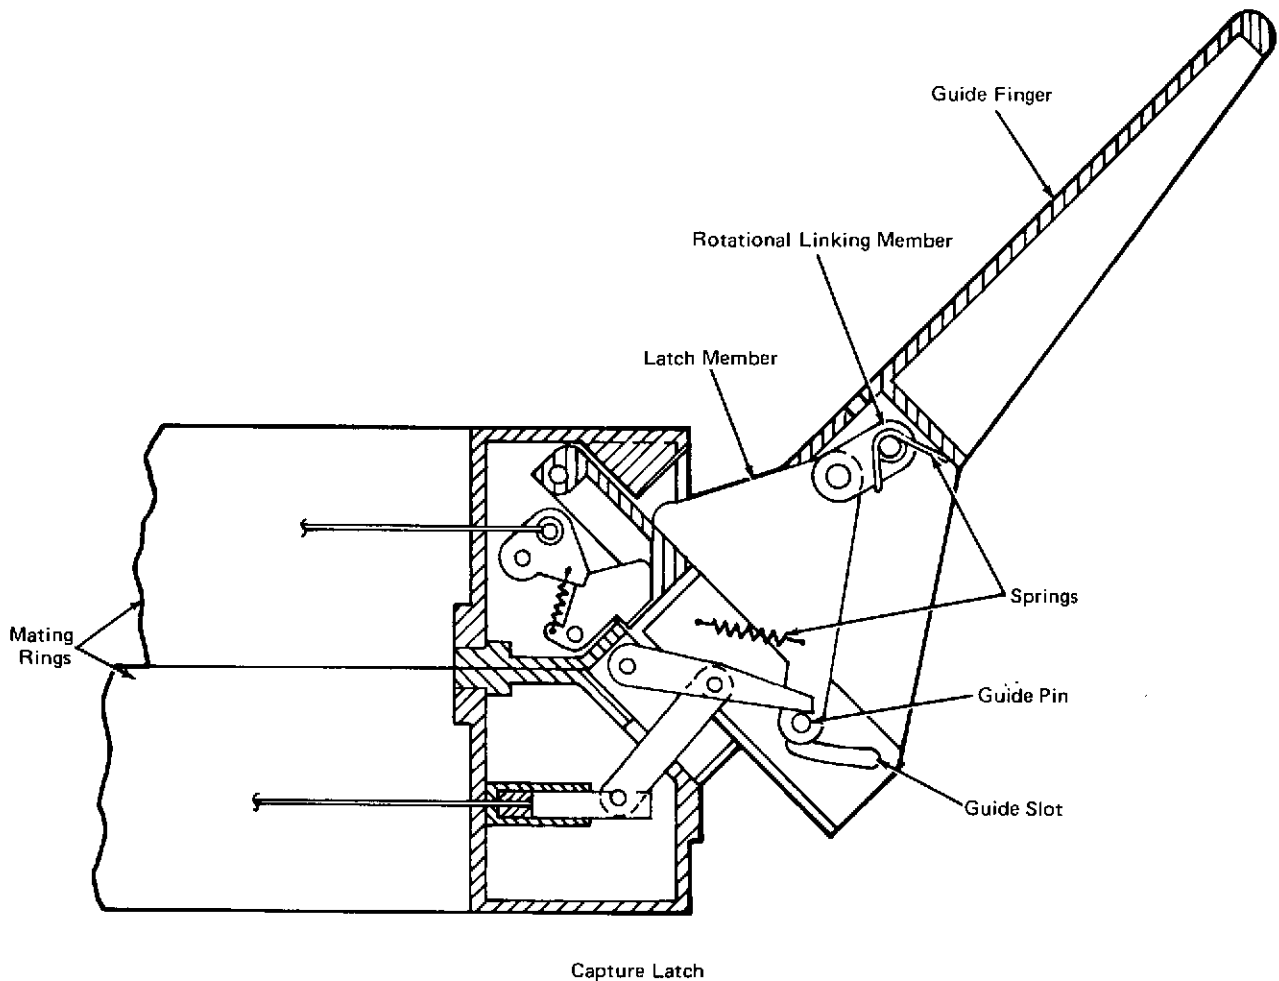 Guide Finger
Rotational Linking Member
Latch Member
Springs
Mating
Rings
Guide Pin
Guide Slot
Capture Latch